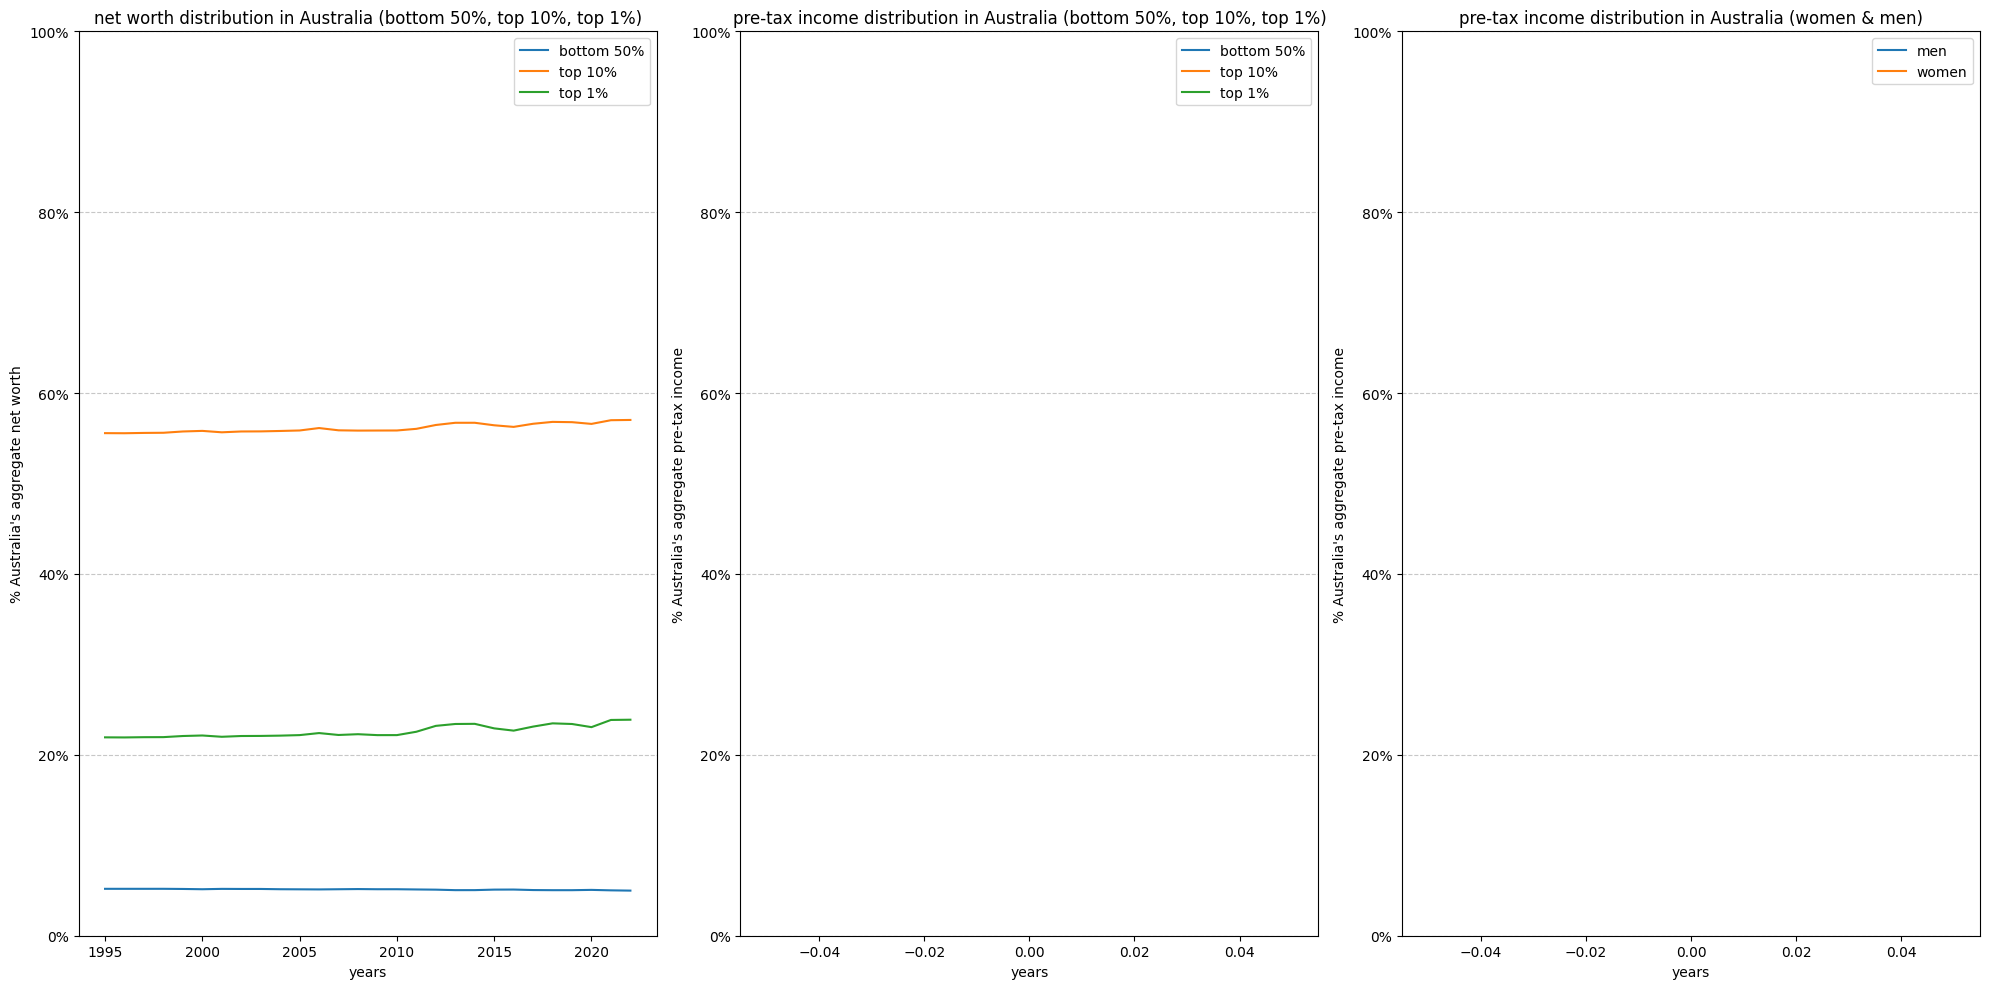 net worth distribution in Australia (bottom 50%, top 10%, top 1%)
100%
80%
60%
40%
20%
0%
% Australia's aggregate net worth
bottom 50%
top 10%
top 1%
1995
2000
2005
2010
2015
2020
years
pre-tax income distribution in Australia (bottom 50%, top 10%, top 1%)
100%
80%
60%
40%
20%
0%
% Australia's aggregate pre-tax income
bottom 50%
top 10%
top 1%
−0.04
−0.02
0.00
0.02
0.04
years
pre-tax income distribution in Australia (women & men)
100%
80%
60%
40%
20%
0%
% Australia's aggregate pre-tax income
men
women
−0.04
−0.02
0.00
0.02
0.04
years